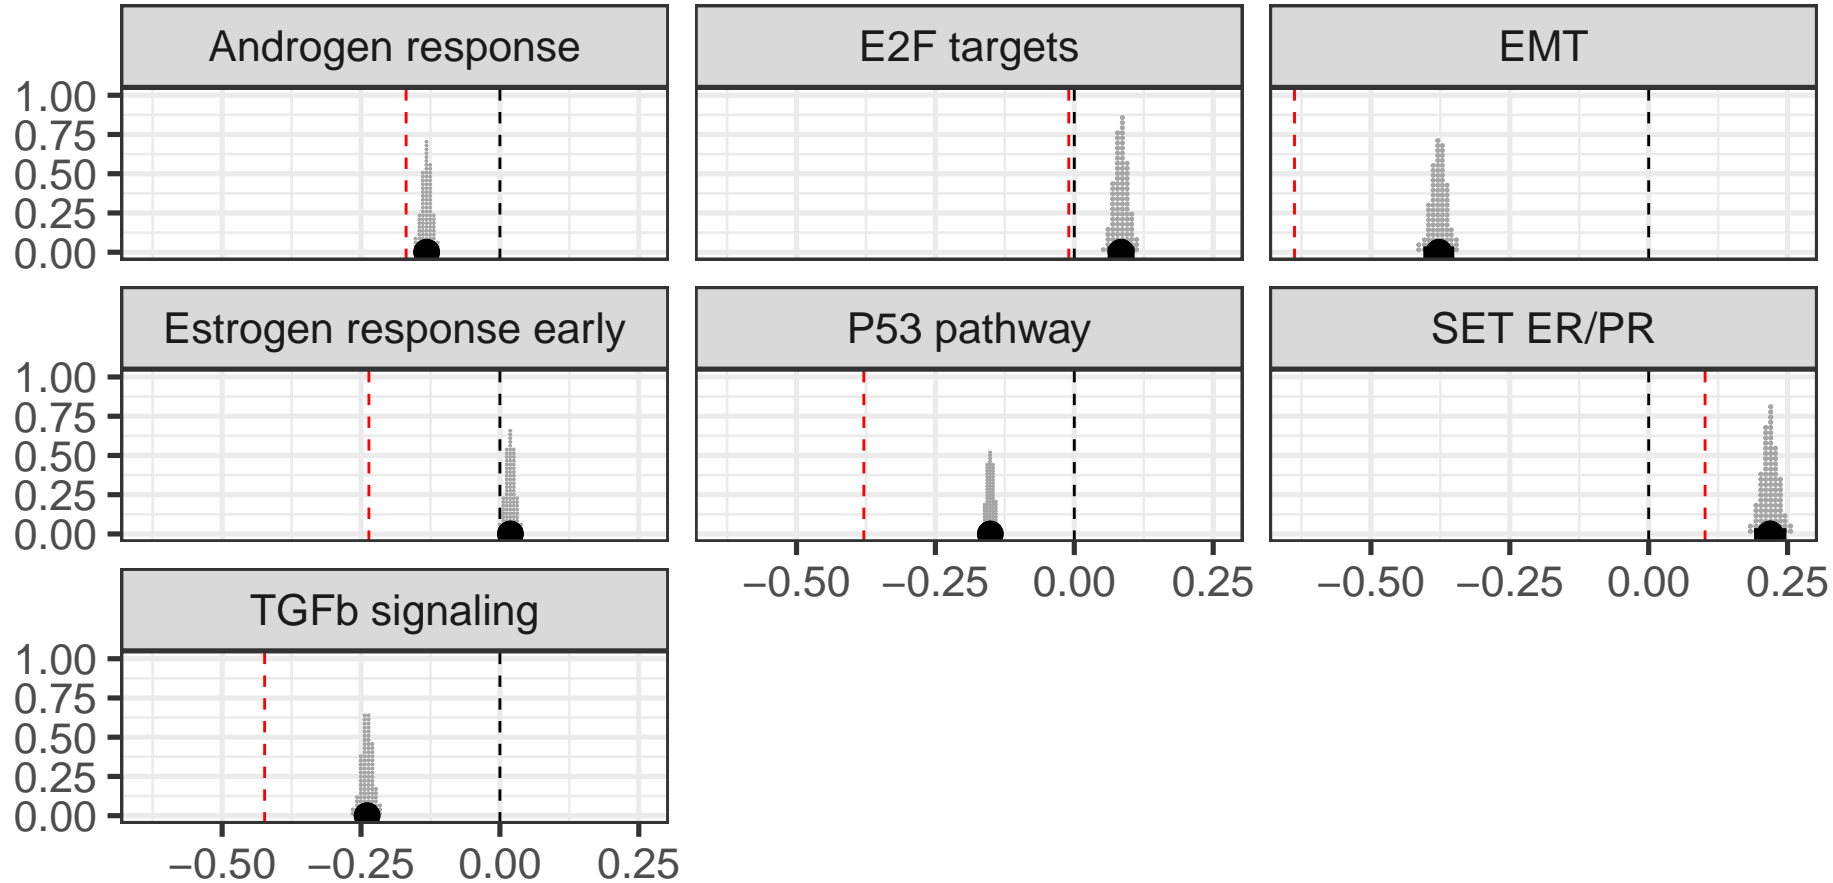 Androgen response
E2F targets
EMT
1.00
0.75
0.50
0.25
0.00
Estrogen response early
P53 pathway
SET ER/PR
1.00
0.75
0.50
0.25
0.00
−0.50 −0.25 0.00 0.25
−0.50 −0.25 0.00 0.25
TGFb signaling
1.00
0.75
0.50
0.25
0.00
−0.50 −0.25 0.00 0.25